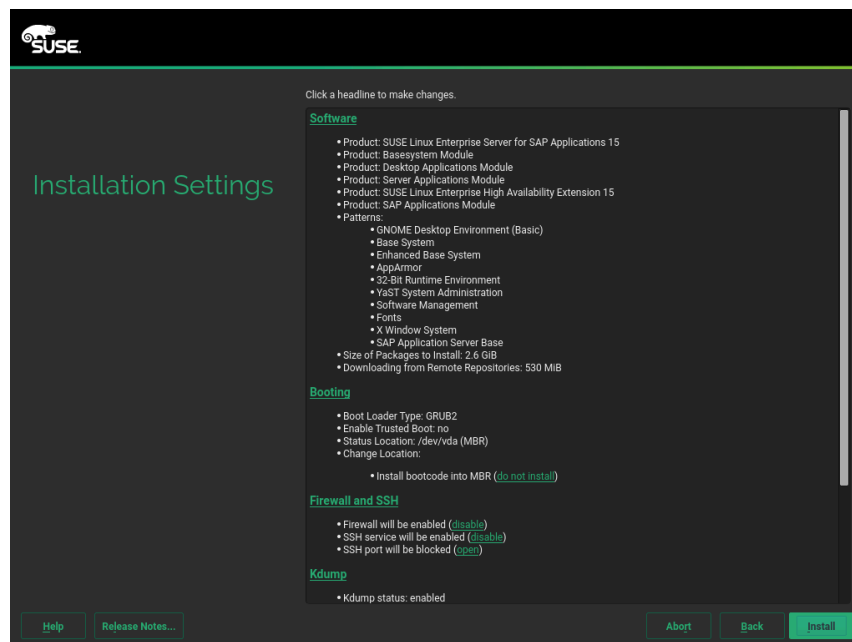 SUSE.
Click a headline to make changes.
Installation Settings
Software
• Product: SUSE Linux Enterprise Server for SAP Applications 15
• Product: Basesystem Module
• Product: Desktop Applications Module
• Product: Server Applications Module
• Product: SUSE Linux Enterprise High Availability Extension 15
• Product: SAP Applications Module
• Patterns:
• GNOME Desktop Environment (Basic)
• Base System
• Enhanced Base System
• AppArmor
• 32-Bit Runtime Environment
• YaST System Administration
• Software Management
• Fonts
• X Window System
• SAP Application Server Base
• Size of Packages to Install: 2.6 GiB
• Downloading from Remote Repositories: 530 MiB
Booting
• Boot Loader Type: GRUB2
• Enable Trusted Boot: no
• Status Location: /dev/vda (MBR)
• Change Location:
• Install bootcode into MBR (do not install)
Firewall and SSH
• Firewall will be enabled (disable)
• SSH service will be enabled (disable)
• SSH port will be blocked (open)
Kdump
• Kdump status: enabled
Help
Release Notes...
Abort
Back
Install